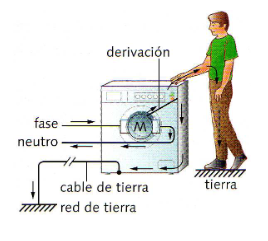 derivación
M
fase
neutro
cable de tierra
tierra
red de tierra